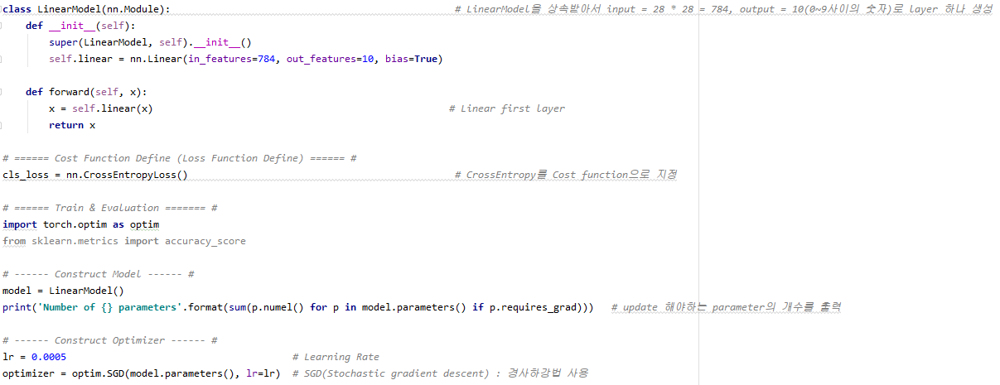 class LinearModel(nn.Module): # LinearModel을 상속받아서 input = 28 * 28 = 784, output = 10(0~9사이의 숫자)로 layer 하나 생성
    def __init__(self):
        super(LinearModel, self).__init__()
        self.linear = nn.Linear(in_features=784, out_features=10, bias=True)
    def forward(self, x):
        x = self.linear(x) # Linear first layer
        return x
# ====== Cost Function Define (Loss Function Define) ====== #
cls_loss = nn.CrossEntropyLoss() # CrossEntropy를 Cost function으로 지정
# ====== Train & Evaluation ======= #
import torch.optim as optim
from sklearn.metrics import accuracy_score
# ------ Construct Model ------ #
model = LinearModel()
print('Number of {} parameters'.format(sum(p.numel() for p in model.parameters() if p.requires_grad))) # update 해야하는 parameter의 개수를 출력
# ------ Construct Optimizer ------ #
lr = 0.0005 # Learning Rate
optimizer = optim.SGD(model.parameters(), lr=lr) # SGD(Stochastic gradient descent) : 경사하강법 사용